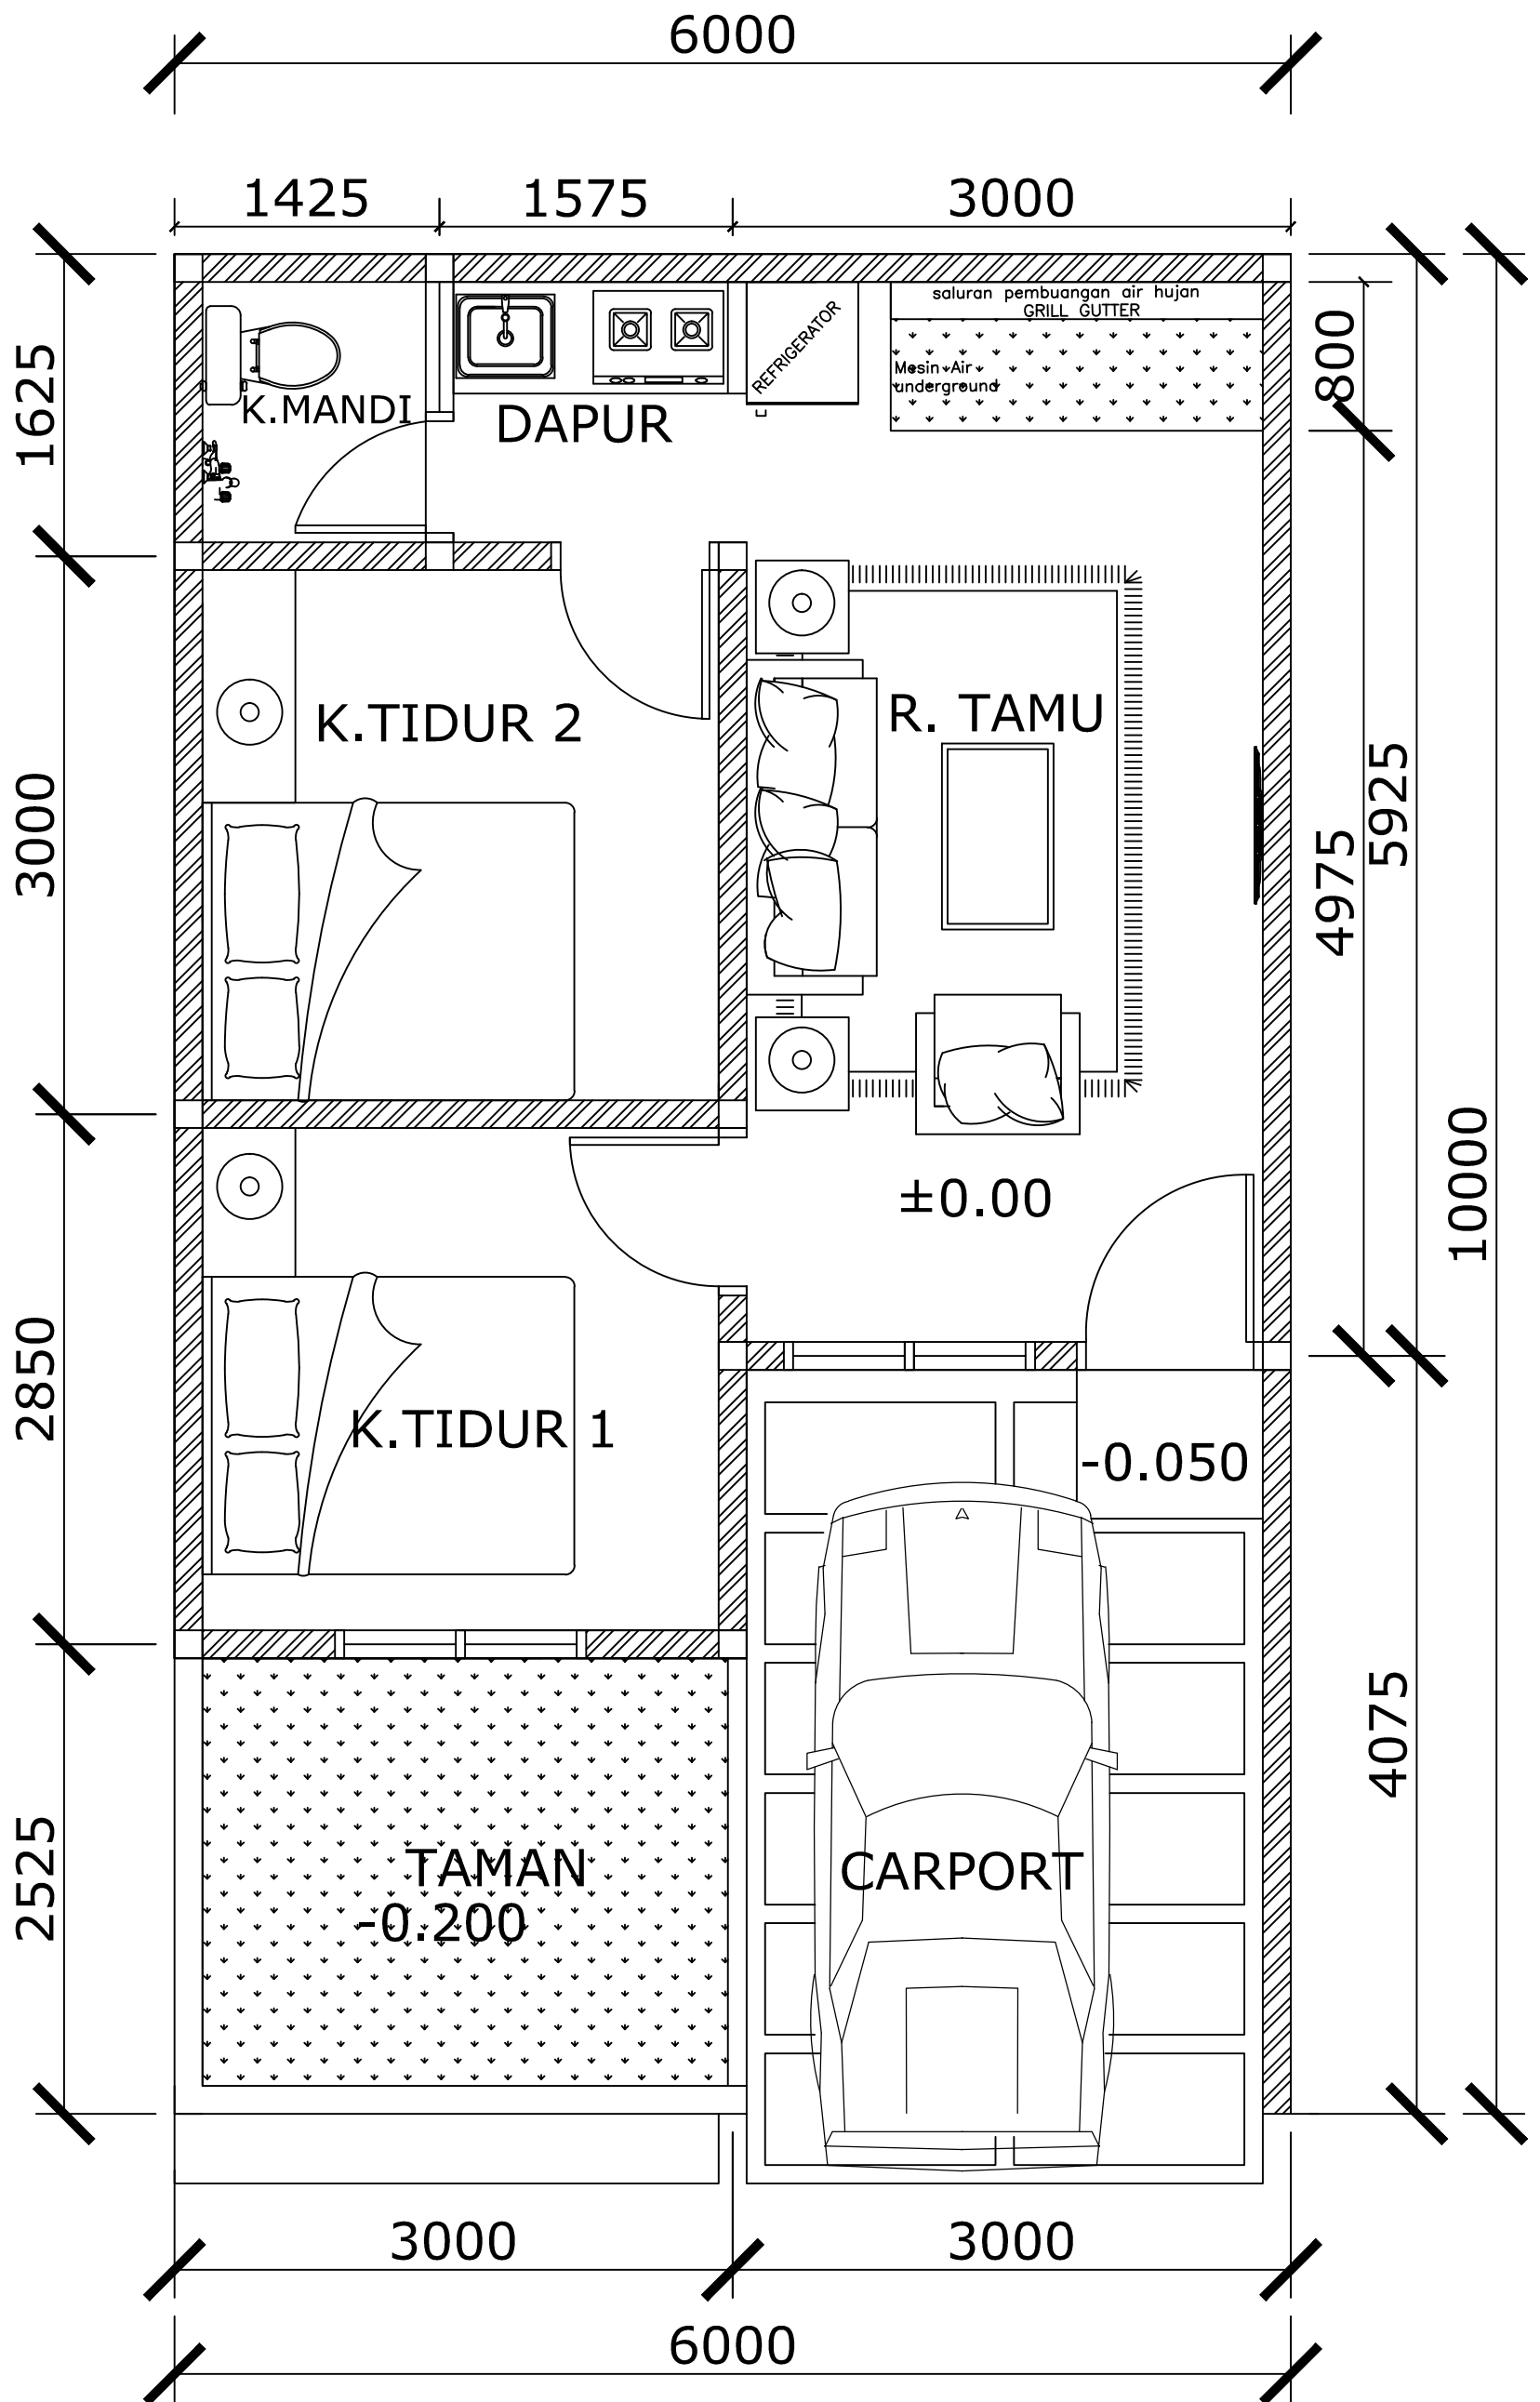 6000
1425 1575 3000
saluran pembuangan air hujan
GRILL GUTTER
REFRIGERATOR
Mesin Air
underground
800
1625
K.MANDI
DAPUR
K.TIDUR 2
R. TAMU
3000
5925
4975
10000
±0.00
2850
K.TIDUR 1
-0.050
4075
2525
TAMAN
-0.200
CARPORT
3000 3000
6000